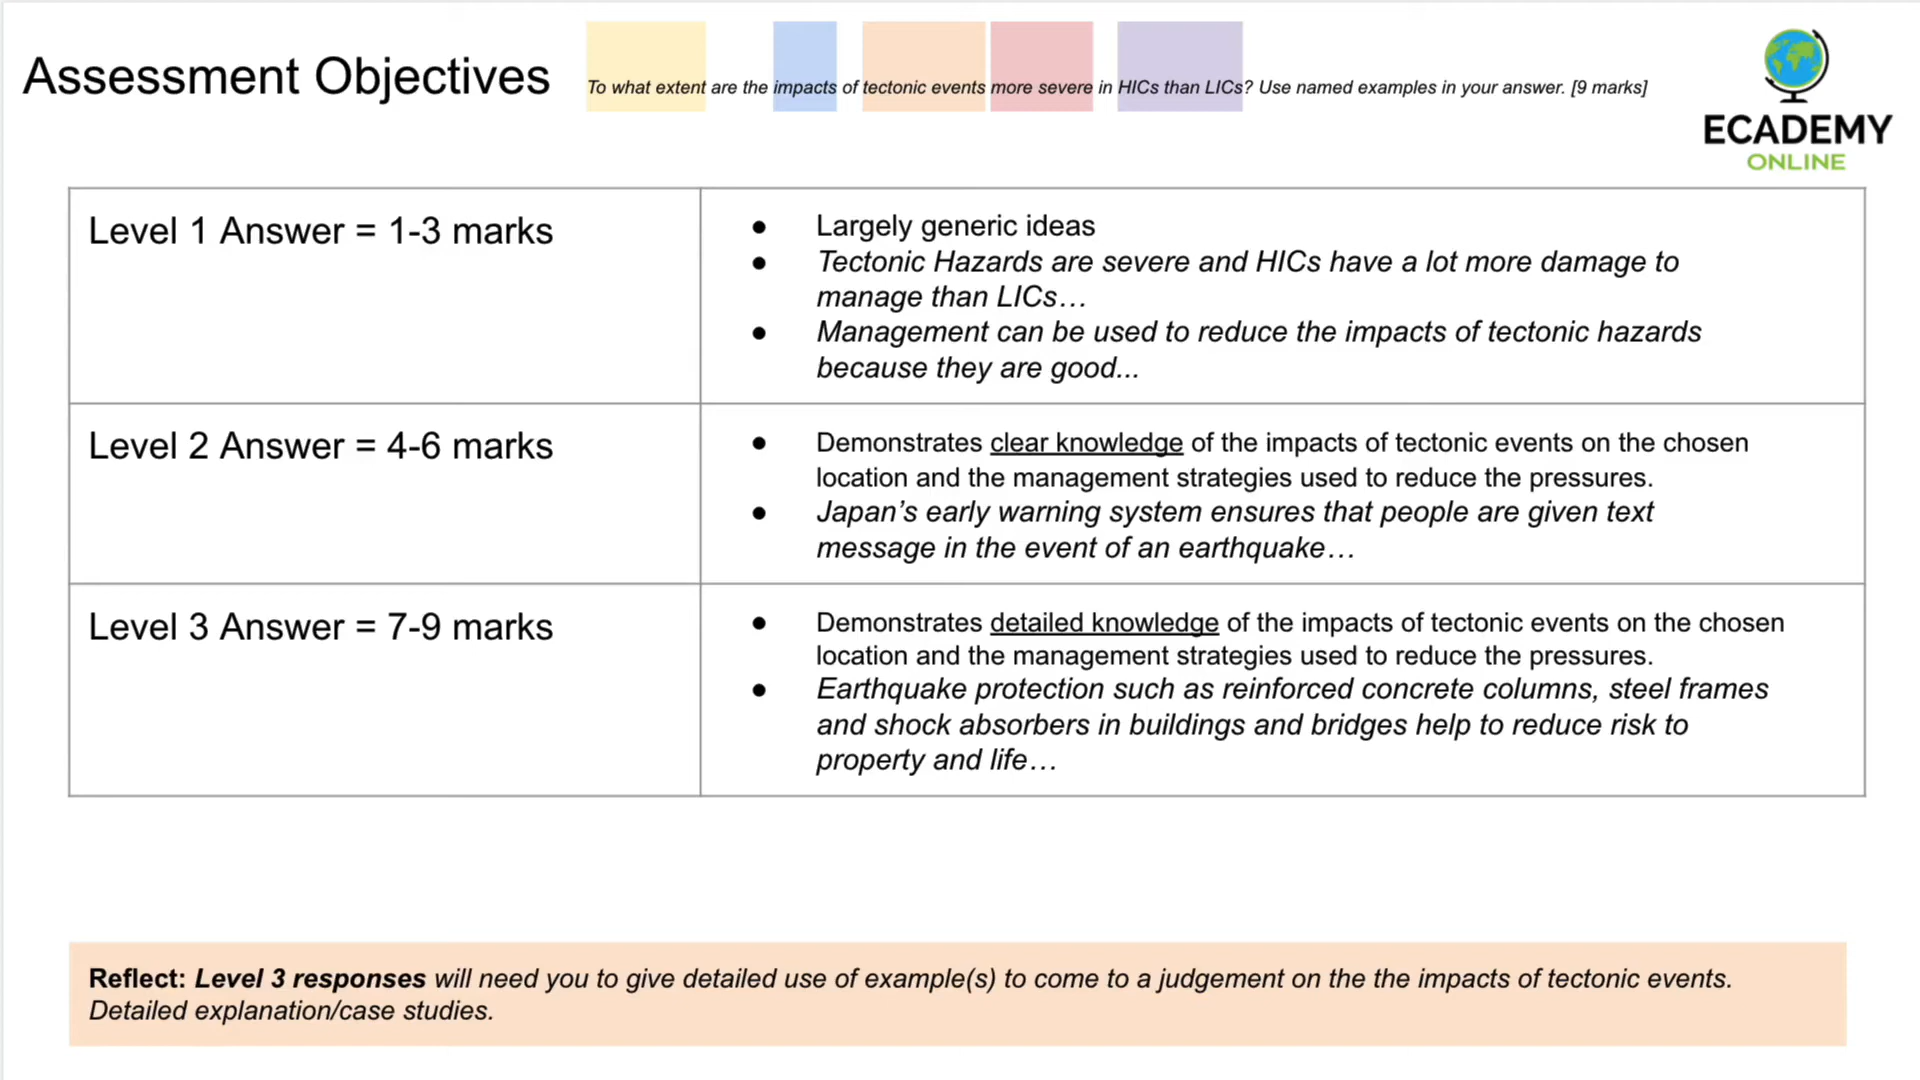 Assessment Objectives
To what extent are the impacts of tectonic events more severe in HICs than LICs? Use named examples in your answer. [9 marks]
ECADEMY
ONLINE
Level 1 Answer = 1-3 marks
● Largely generic ideas
● Tectonic Hazards are severe and HICs have a lot more damage to
manage than LICs…
● Management can be used to reduce the impacts of tectonic hazards
because they are good...
Level 2 Answer = 4-6 marks
● Demonstrates clear knowledge of the impacts of tectonic events on the chosen
location and the management strategies used to reduce the pressures.
● Japan’s early warning system ensures that people are given text
message in the event of an earthquake…
Level 3 Answer = 7-9 marks
● Demonstrates detailed knowledge of the impacts of tectonic events on the chosen
location and the management strategies used to reduce the pressures.
● Earthquake protection such as reinforced concrete columns, steel frames
and shock absorbers in buildings and bridges help to reduce risk to
property and life…
Reflect: Level 3 responses will need you to give detailed use of example(s) to come to a judgement on the the impacts of tectonic events.
Detailed explanation/case studies.